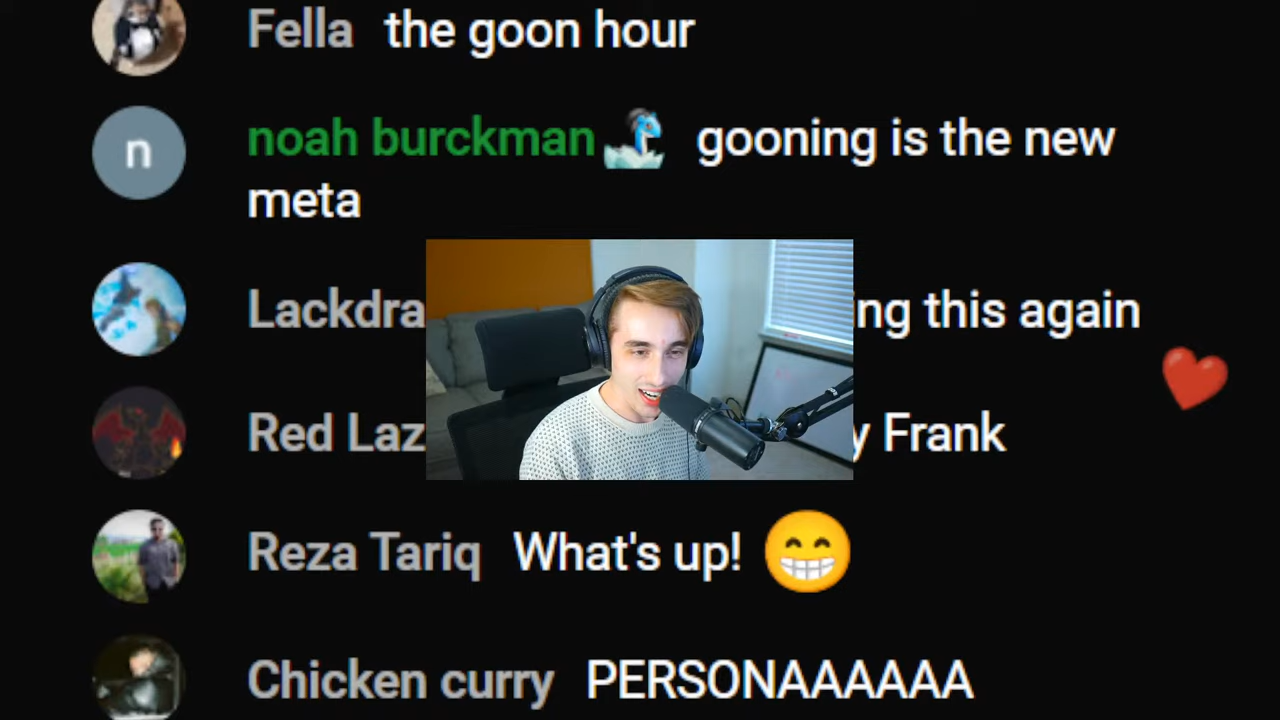 Fella the goon hour
n
noah burckman gooning is the new
meta
Lackdra ng this again
Red Laz y Frank
Reza Tariq What's up!
Chicken curry PERSONAAAAAA